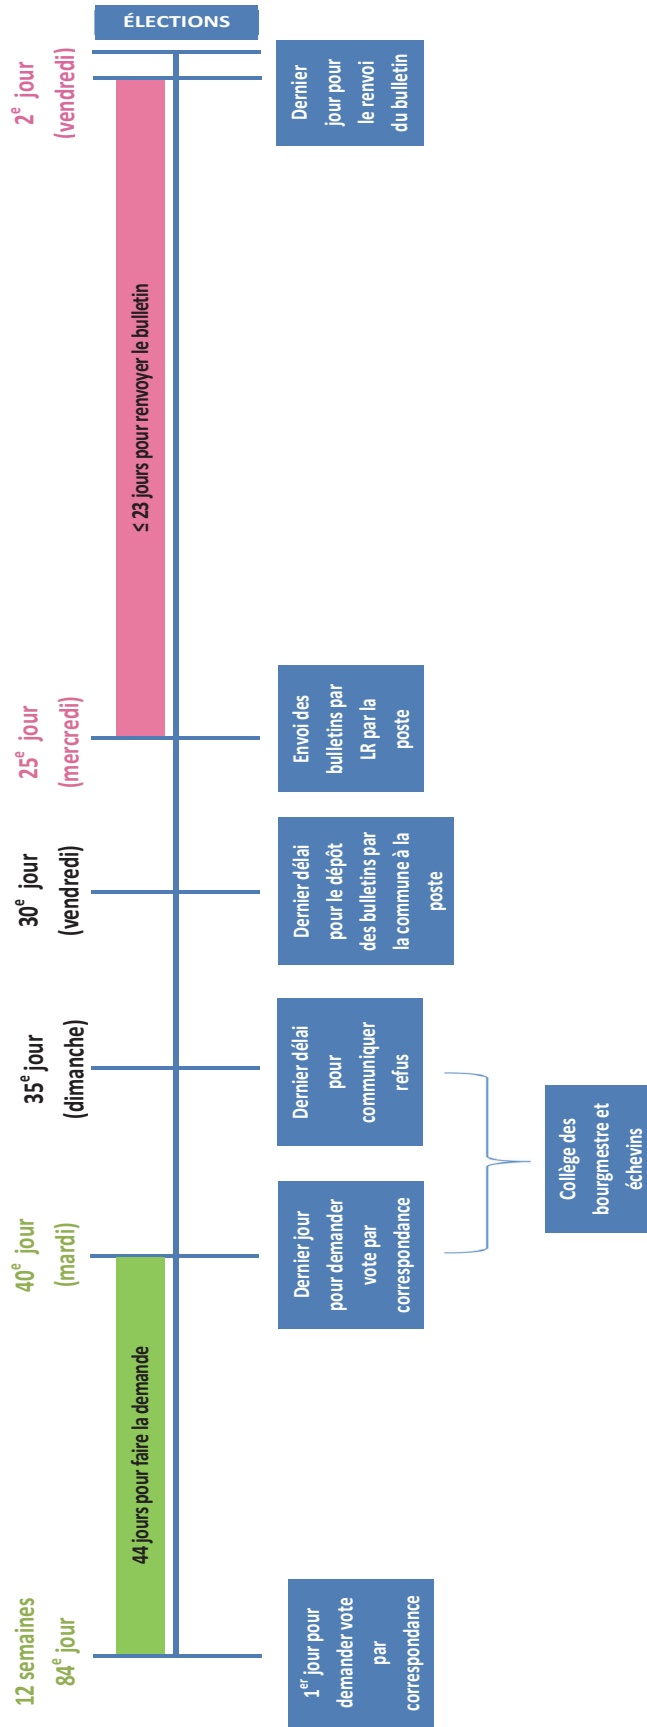 12 semaines
84e jour
40e jour
(mardi)
35e jour
(dimanche)
30e jour
(vendredi)
25e jour
(mercredi)
2e jour
(vendredi)
ÉLECTIONS
44 jours pour faire la demande
≤ 23 jours pour renvoyer le bulletin
1er jour pour
demander vote
par
correspondance
Dernier jour
pour demander
vote par
correspondance
Dernier délai
pour
communiquer
refus
Dernier délai
pour le dépôt
des bulletins par
la commune à la
poste
Envoi des
bulletins par
LR par la
poste
Dernier
jour pour
le renvoi
du bulletin
Collège des
bourgmestre et
échevins